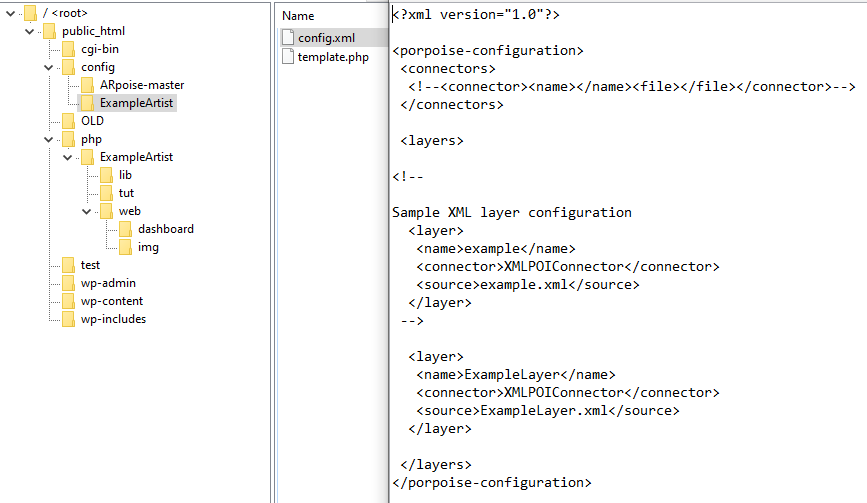 / <root>
public_html
cgi-bin
config
ARpoise-master
ExampleArtist
OLD
php
ExampleArtist
lib
tut
web
dashboard
img
test
wp-admin
wp-content
wp-includes
Name
config.xml
template.php
<?xml version="1.0"?>
<porpoise-configuration>
<connectors>
<!--<connector><name></name><file></file></connector>-->
</connectors>
<layers>
<!--
Sample XML layer configuration
<layer>
<name>example</name>
<connector>XMLPOIConnector</connector>
<source>example.xml</source>
</layer>
-->
<layer>
<name>ExampleLayer</name>
<connector>XMLPOIConnector</connector>
<source>ExampleLayer.xml</source>
</layer>
</layers>
</porpoise-configuration>